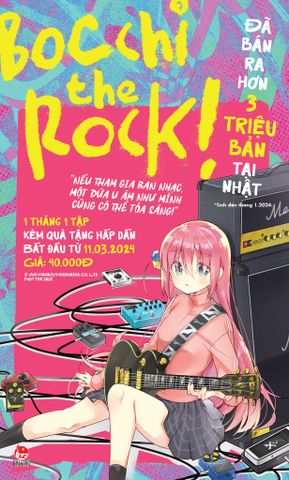 BOCCHI
the
ROCK!
ĐÃ
BÁN
RA HƠN
3
TRIỆU
BẢN
TẠI
NHẬT
*tính đến tháng 1.2024
"NẾU THAM GIA BAN NHẠC,
MỘT ĐỨA U ÁM NHƯ MÌNH
CŨNG CÓ THỂ TỎA SÁNG!"
1 THÁNG 1 TẬP
KÈM QUÀ TẶNG HẤP DẪN
BẮT ĐẦU TỪ 11.03.2024
GIÁ: 40.000Đ